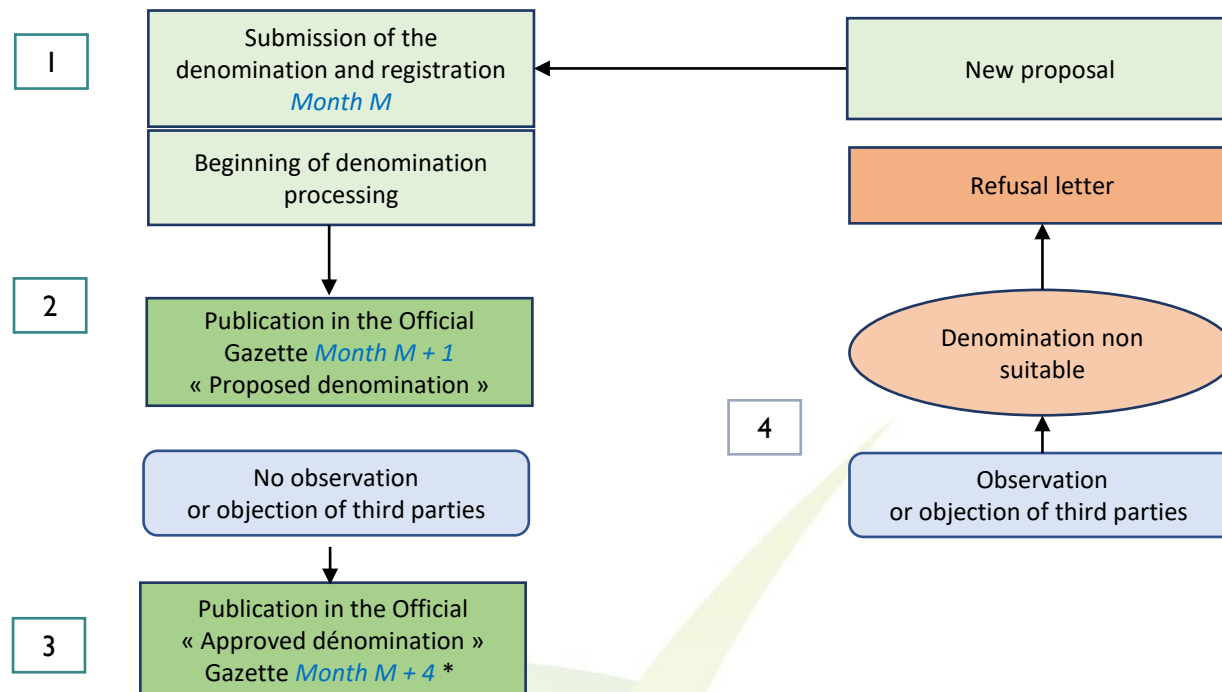 1
Submission of the
denomination and registration
Month M
New proposal
Beginning of denomination
processing
Refusal letter
2
Publication in the Official
Gazette Month M + 1
« Proposed denomination »
Denomination non
suitable
4
No observation
or objection of third parties
Observation
or objection of third parties
3
Publication in the Official
« Approved dénomination »
Gazette Month M + 4 *